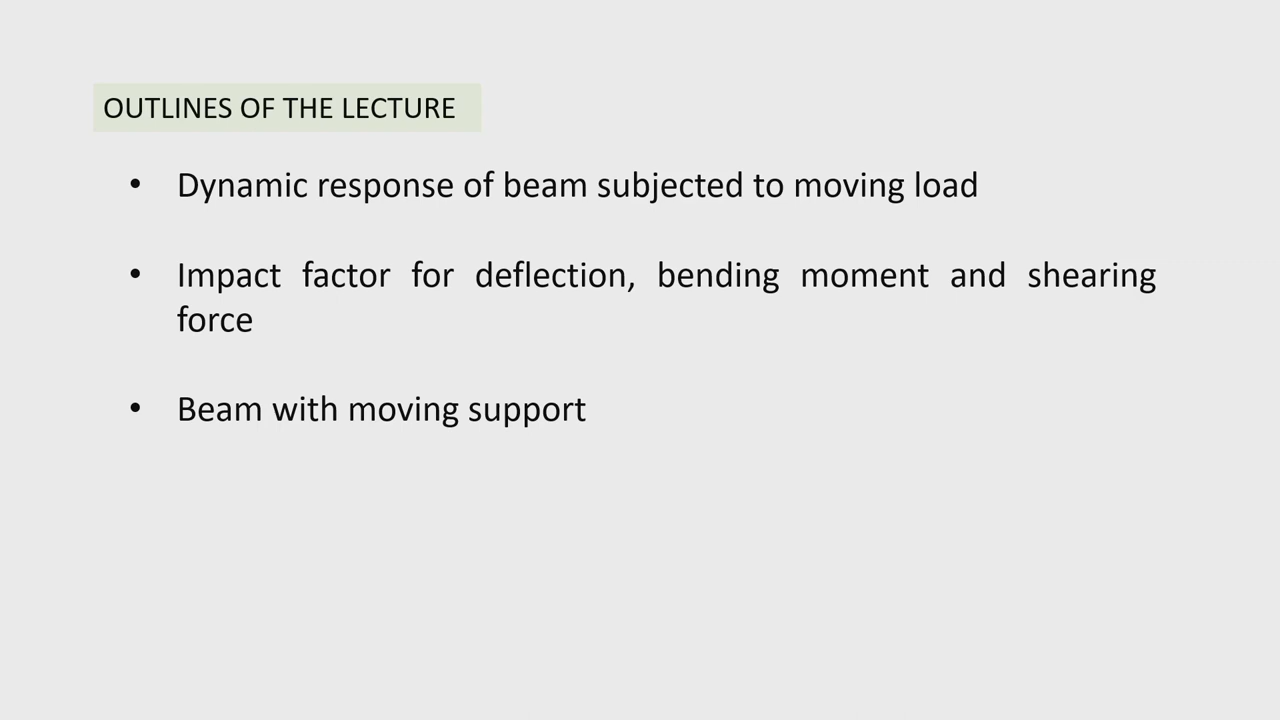 OUTLINES OF THE LECTURE
• Dynamic response of beam subjected to moving load
• Impact factor for deflection, bending moment and shearing
force
• Beam with moving support